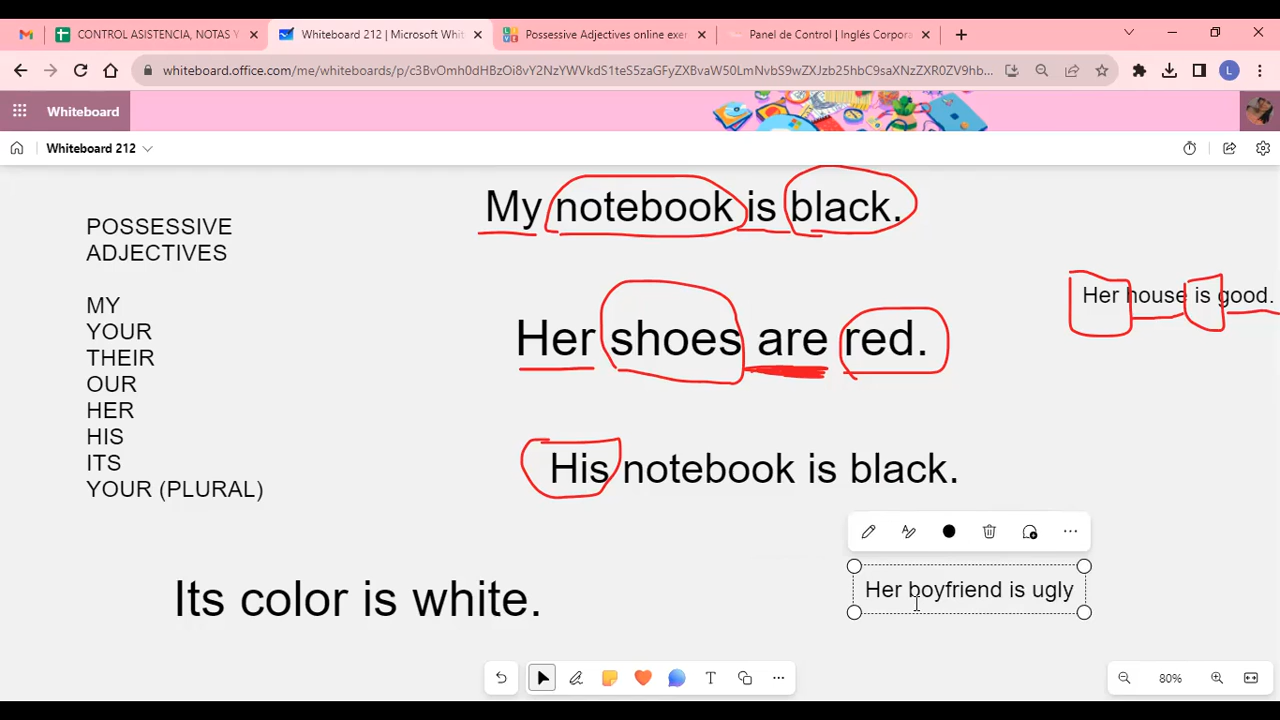 CONTROL ASISTENCIA, NOTAS Y
Whiteboard 212 | Microsoft Whit
Possessive Adjectives online exer
Panel de Control | Inglés Corpora
whiteboard.office.com/me/whiteboards/p/
L
Whiteboard
Whiteboard 212
My notebook is black.
POSSESSIVE
ADJECTIVES
MY
YOUR
THEIR
OUR
HER
HIS
ITS
YOUR (PLURAL)
Her house is good.
Her shoes are red.
His notebook is black.
Her boyfriend is ugly
Its color is white.
80%